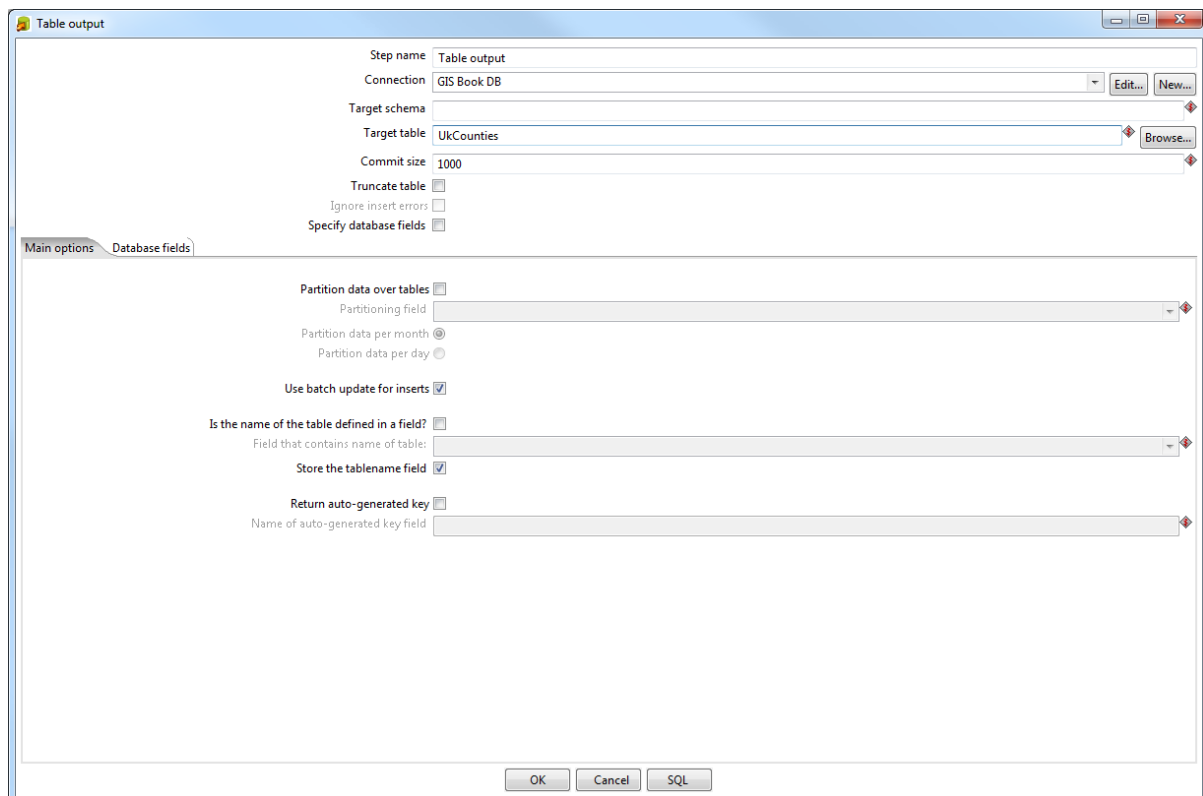 Table output
Step name Table output
Connection GIS Book DB Edit... New...
Target schema
Target table UkCounties Browse...
Commit size 1000
Truncate table
Ignore insert errors
Specify database fields
Main options Database fields
Partition data over tables
Partitioning field
Partition data per month
Partition data per day
Use batch update for inserts
Is the name of the table defined in a field?
Field that contains name of table:
Store the tablename field
Return auto-generated key
Name of auto-generated key field
OK Cancel SQL